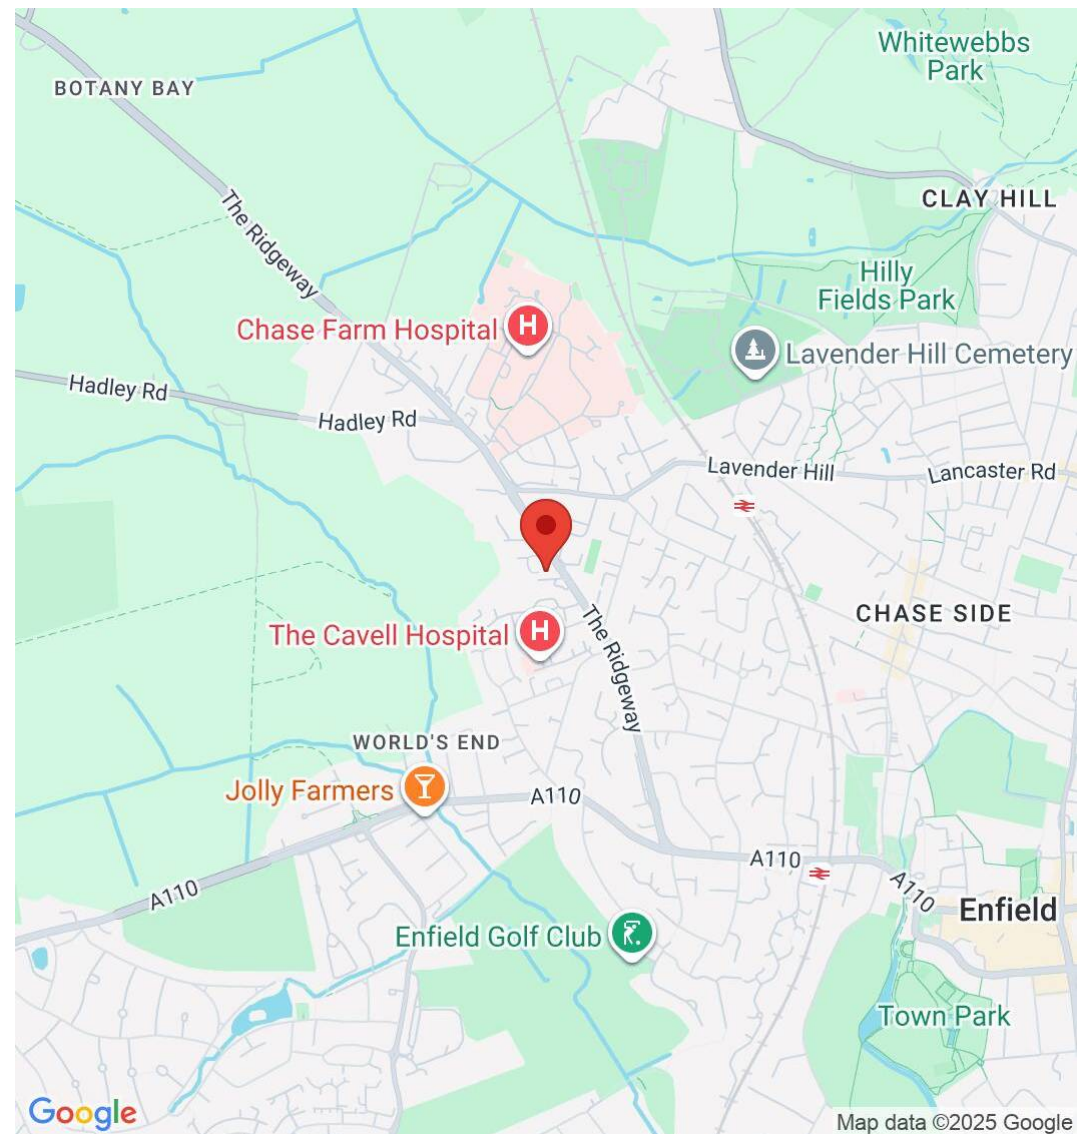 Whitewebbs
Park
BOTANY BAY
CLAY HILL
The Ridgeway
Hilly
Fields Park
Chase Farm Hospital
H
Lavender Hill Cemetery
Hadley Rd
Hadley Rd
Lavender Hill
Lancaster Rd
CHASE SIDE
The Cavell Hospital
H
The Ridgeway
WORLD'S END
Jolly Farmers
A110
A110
A110
A110
Enfield
Enfield Golf Club
Town Park
Google
Map data ©2025 Google